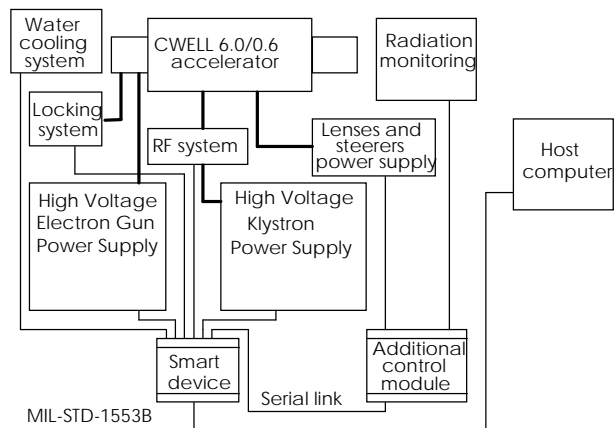 Water
cooling
system
CWELL 6.0/0.6
accelerator
Radiation
monitoring
Locking
system
RF system
Lenses and
steerers
power supply
Host
computer
High Voltage
Electron Gun
Power Supply
High Voltage
Klystron
Power Supply
Smart
device
Additional
control
module
Serial link
MIL-STD-1553B